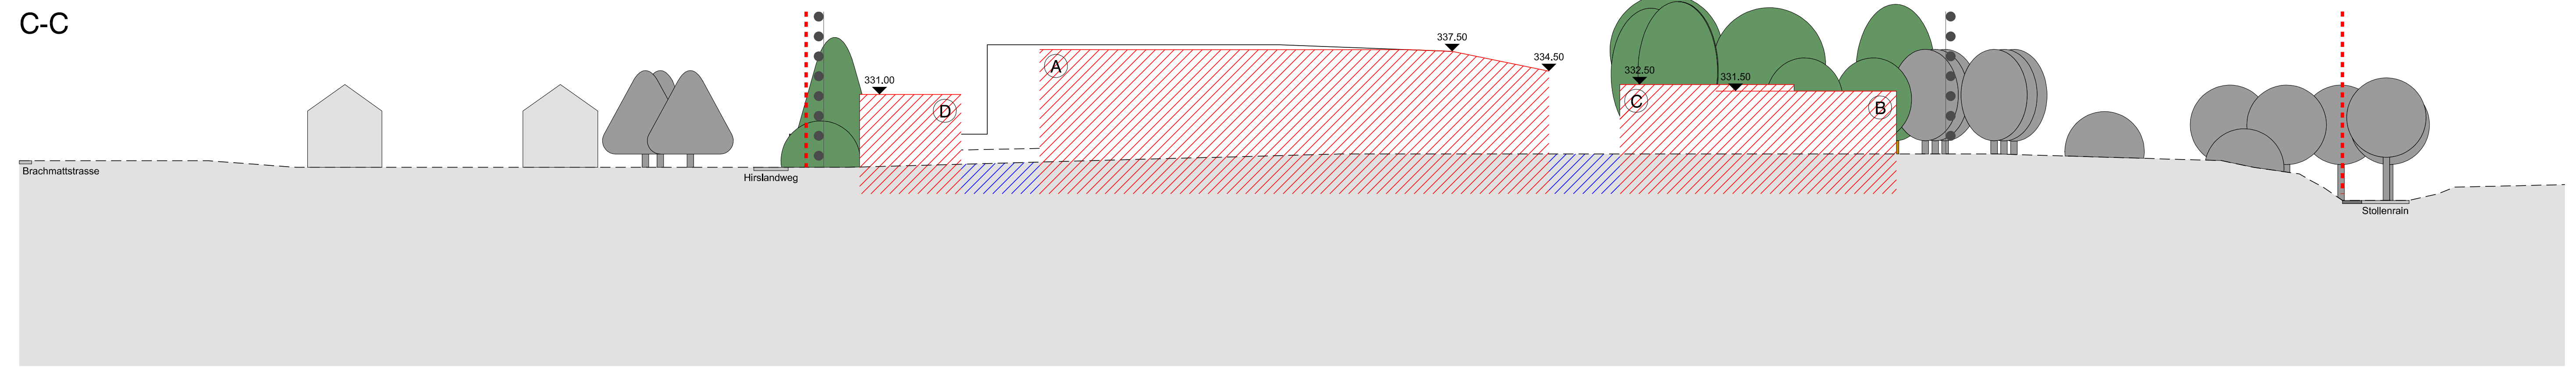 C-C
337,50
334,50
331,00
A
332,50
331,50
D
C
B
Brachmattstrasse
Hirslandweg
Stollenrain